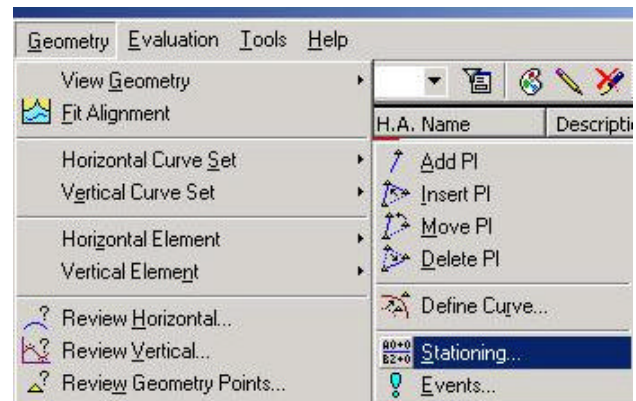 Geometry Evaluation Tools Help
View Geometry
Fit Alignment
H.A. Name
Horizontal Curve Set
Vertical Curve Set
Horizontal Element
Vertical Element
Review Horizontal...
Review Vertical...
Review Geometry Points...
Add PI
Insert PI
Move PI
Delete PI
Define Curve...
A0+0
B2+0
Stationing...
Events...